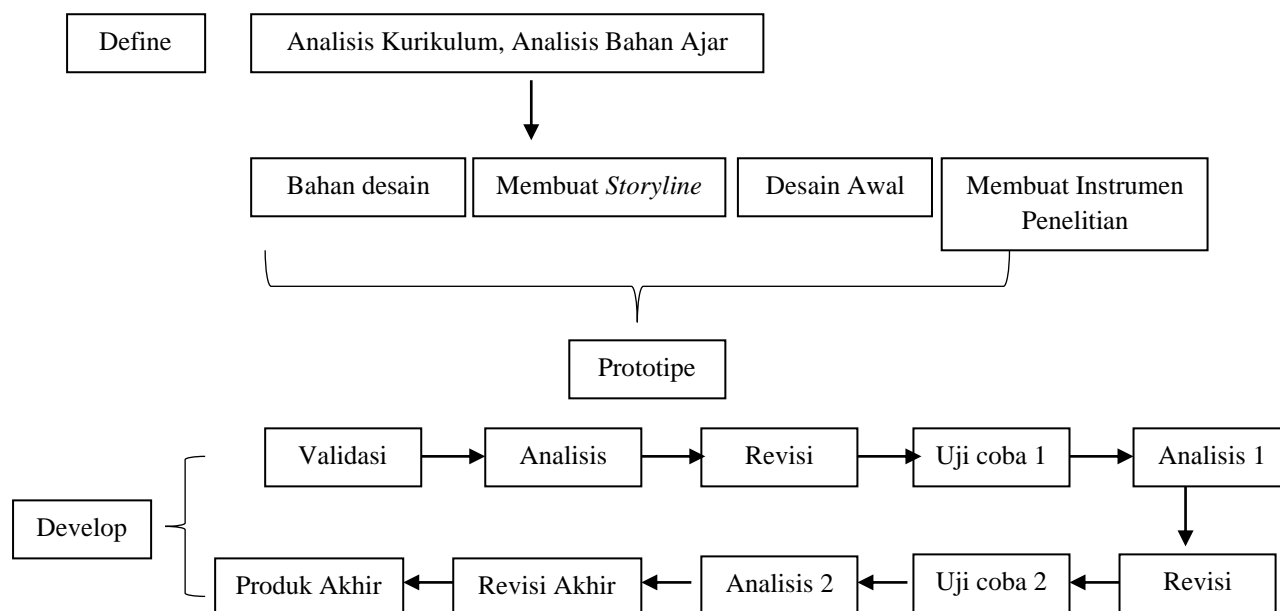 Define
Analisis Kurikulum, Analisis Bahan Ajar
Bahan desain
Membuat Storyline
Desain Awal
Membuat Instrumen
Penelitian
Prototipe
Validasi
Analisis
Revisi
Uji coba 1
Analisis 1
Develop
Produk Akhir
Revisi Akhir
Analisis 2
Uji coba 2
Revisi